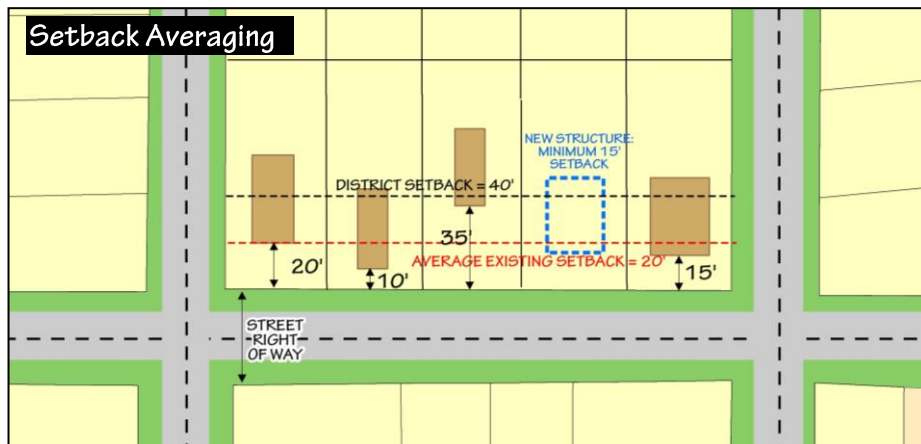 Setback Averaging
NEW STRUCTURE:
MINIMUM 15'
SETBACK
DISTRICT SETBACK = 40'
35'
AVERAGE EXISTING SETBACK = 20'
20'
10'
15'
STREET
RIGHT
OF WAY